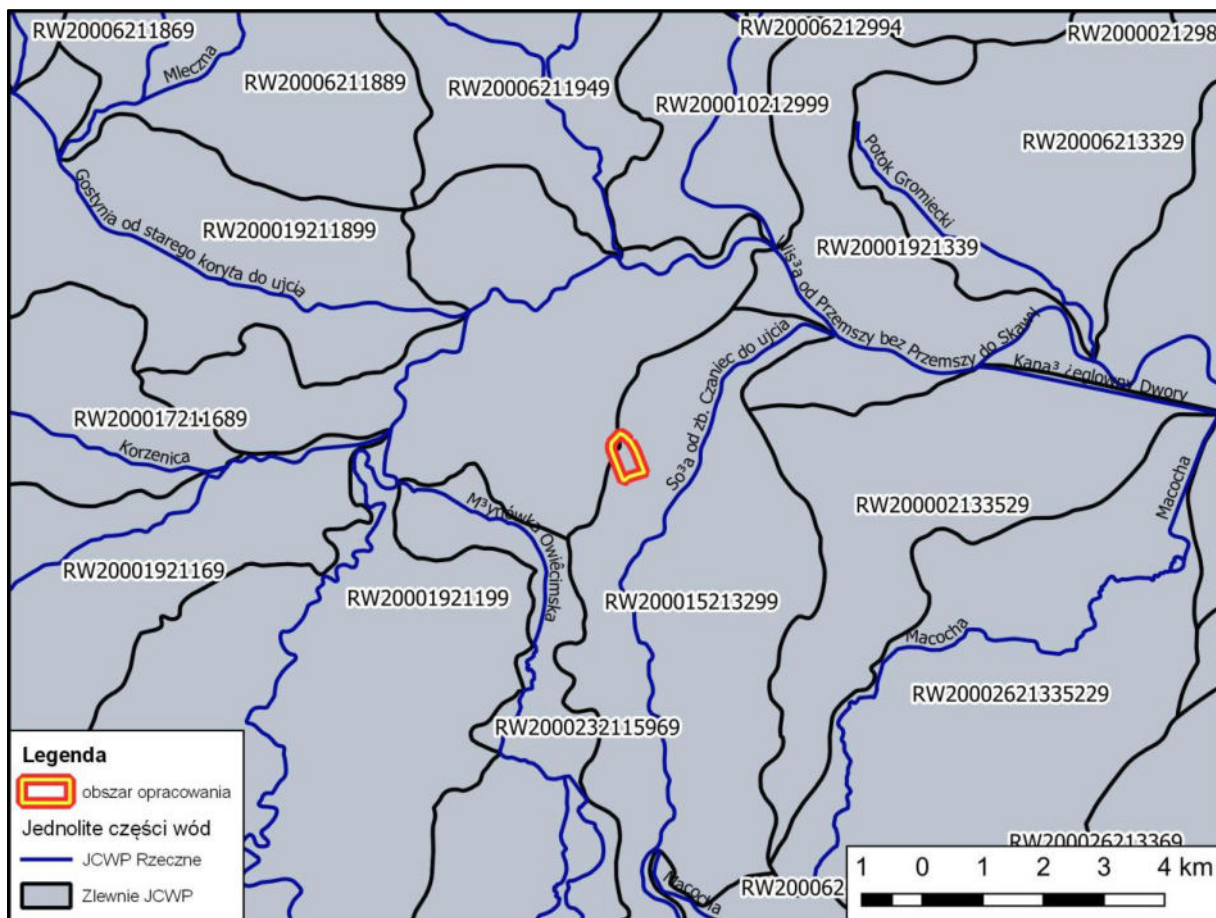 RW20006211869
RW20006212994
RW2000021298
Mleczna
RW20006211889
RW20006211949
RW200010212999
RW20006213329
Potok Gromiecki
Gostynia od starego koryta do ujcia
RW200019211899
RW20001921339
Wis³a od Przemszy bez Przemszy do Skawy
Kana³ ¿eglowny Dwory
So³a od zb. Czaniec do ujcia
RW200017211689
Korzenica
M³ynówka Owiêcimska
RW200002133529
Macocha
RW20001921169
RW20001921199
RW200015213299
Macocha
RW20002621335229
RW2000232115969
Legenda
obszar opracowania
Jednolite części wód
JCWP Rzeczne
Zlewnie JCWP
RW200026213369
RW200062
Macocha
1 0 1 2 3 4 km